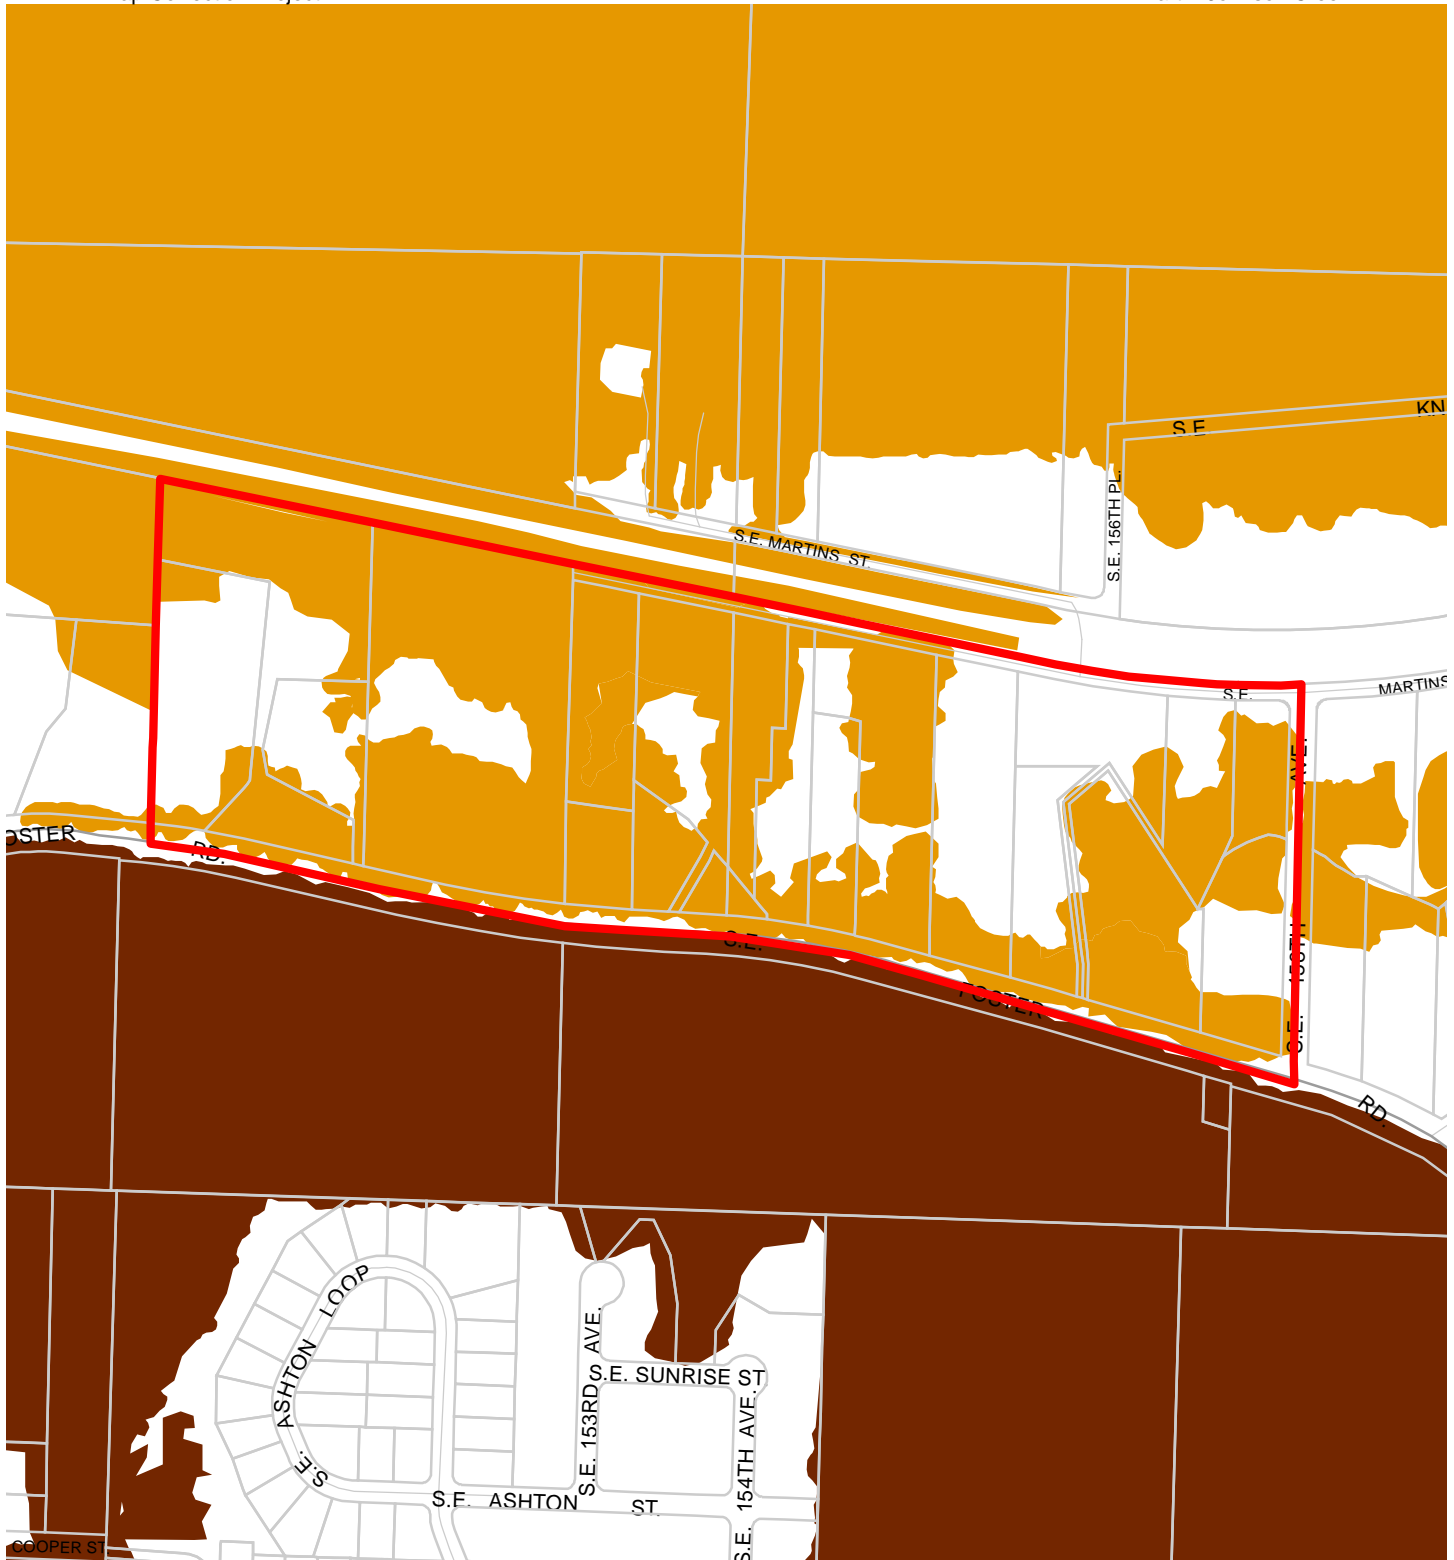 S.E.
KN
S.E. 156TH PL.
S.E. MARTINS ST.
S.E.
MARTINS
AVE.
156TH
S.E.
OSTER
RD.
S.E.
FOSTER
RD.
S.E. ASHTON LOOP
S.E. 153RD AVE.
S.E. SUNRISE ST
S.E. 154TH AVE.
S.E. ASHTON ST.
S.E.
COOPER ST